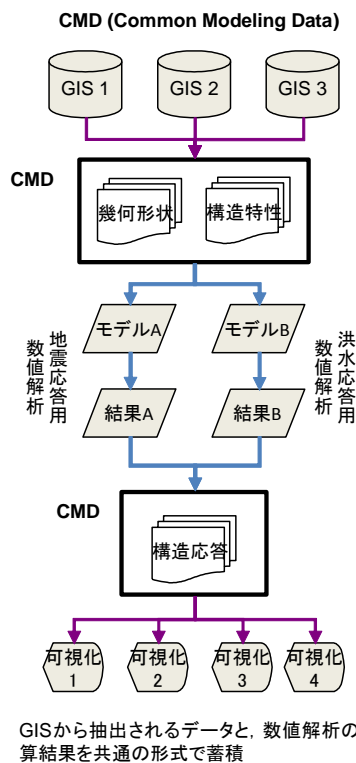 CMD (Common Modeling Data)
GIS 1
GIS 2
GIS 3
CMD
幾何形状
構造特性
地震応答用
数値解析
モデルA
モデルB
洪水応答用
数値解析
結果A
結果B
CMD
構造応答
可視化
1
可視化
2
可視化
3
可視化
4
GISから抽出されるデータと，数値解析の
算結果を共通の形式で蓄積